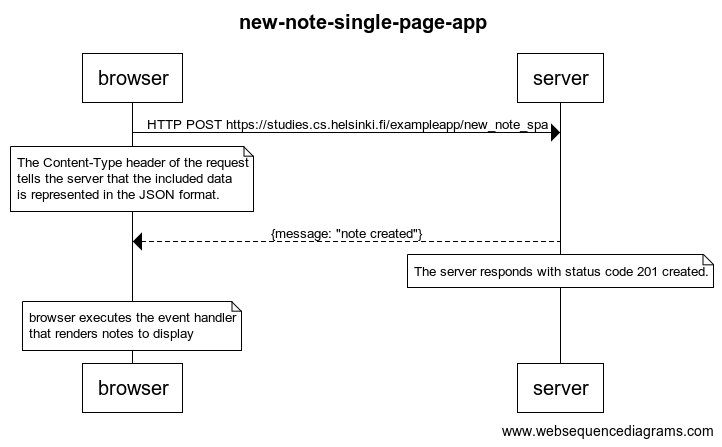 new-note-single-page-app
browser
server
HTTP POST https://studies.cs.helsinki.fi/exampleapp/new_note_spa
The Content-Type header of the request
tells the server that the included data
is represented in the JSON format.
{message: "note created"}
The server responds with status code 201 created.
browser executes the event handler
that renders notes to display
browser
server
www.websequencediagrams.com